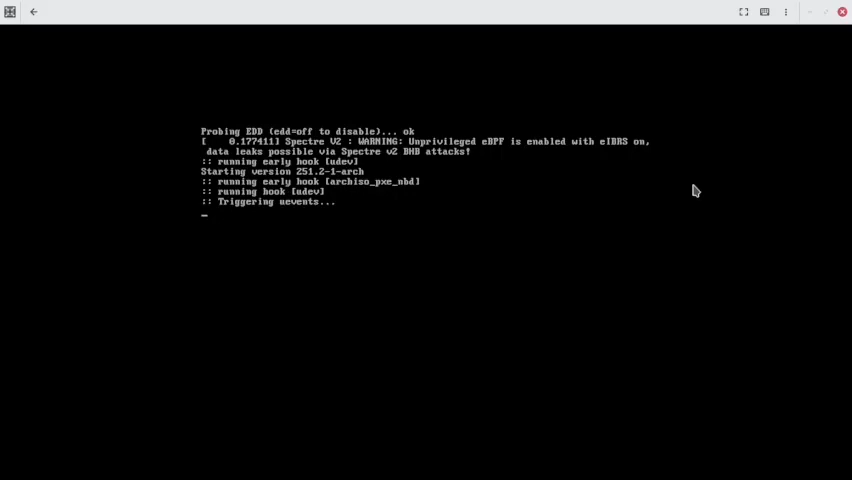 Probing EDD (edd=off to disable)... ok
[    0.177411] Spectre V2 : WARNING: Unprivileged eBPF is enabled with eIBRS on,
 data leaks possible via Spectre v2 BHB attacks!
:: running early hook [udev]
Starting version 251.2-1-arch
:: running early hook [archiso_pxe_nbd]
:: running hook [udev]
:: Triggering uevents...